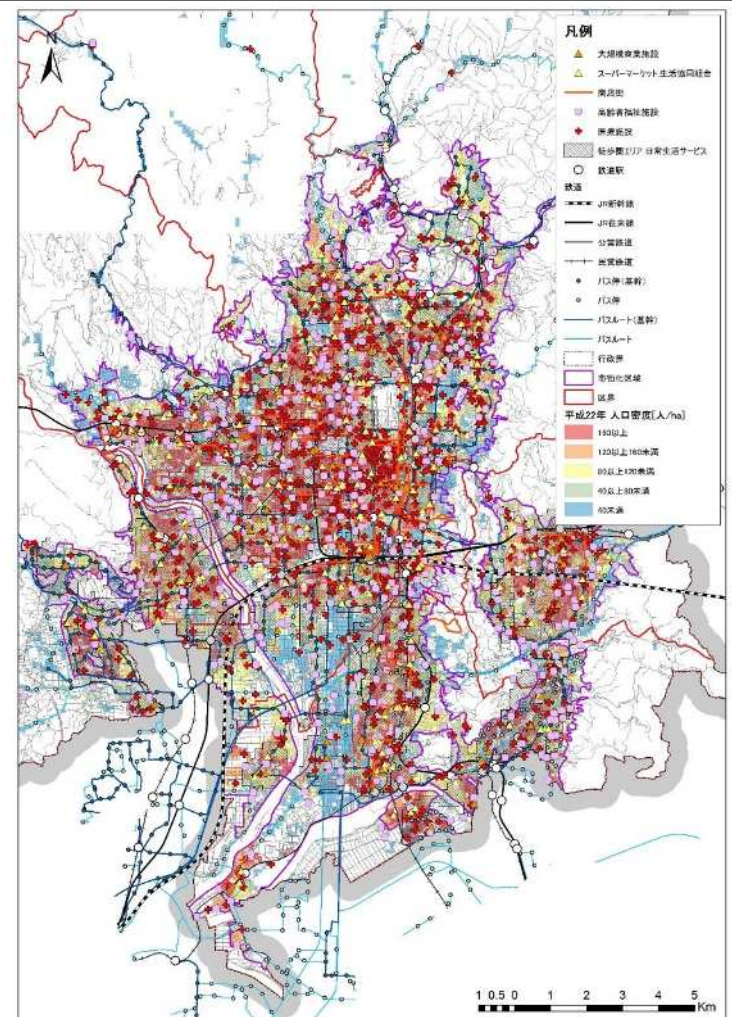 N
凡例
大規模商業施設
スーパーマーケット,生活協同組合
商店街
高齢者福祉施設
医療施設
徒歩圏エリア 日常生活サービス
鉄道駅
鉄道
JR新幹線
JR在来線
公営鉄道
民営鉄道
バス停(基幹)
バス停
バスルート(基幹)
バスルート
行政界
市街化区域
区界
平成22年 人口密度[人/ha]
160以上
120以上160未満
80以上120未満
40以上80未満
40未満
1 0.5 0 1 2 3 4 5
Km